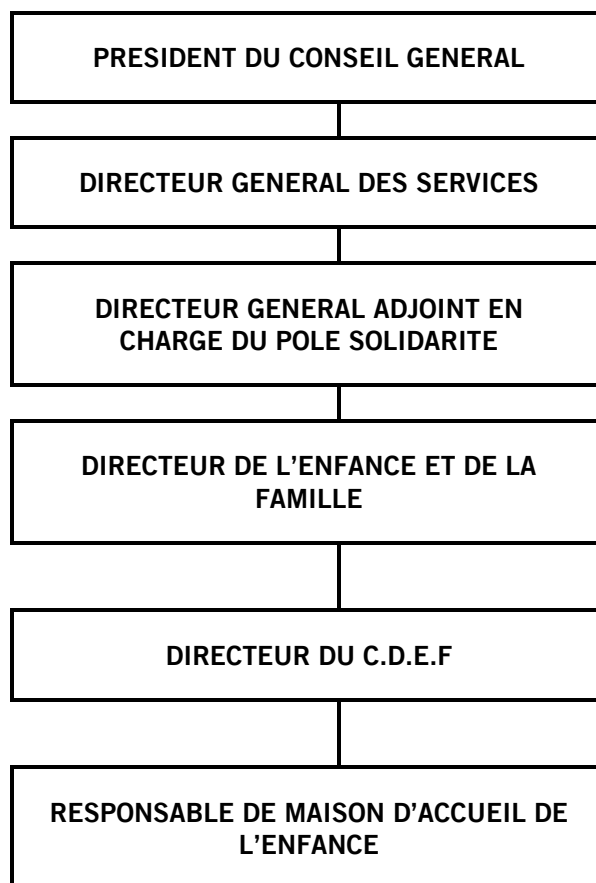 PRESIDENT DU CONSEIL GENERAL
DIRECTEUR GENERAL DES SERVICES
DIRECTEUR GENERAL ADJOINT EN
CHARGE DU POLE SOLIDARITE
DIRECTEUR DE L’ENFANCE ET DE LA
FAMILLE
DIRECTEUR DU C.D.E.F
RESPONSABLE DE MAISON D’ACCUEIL DE
L’ENFANCE